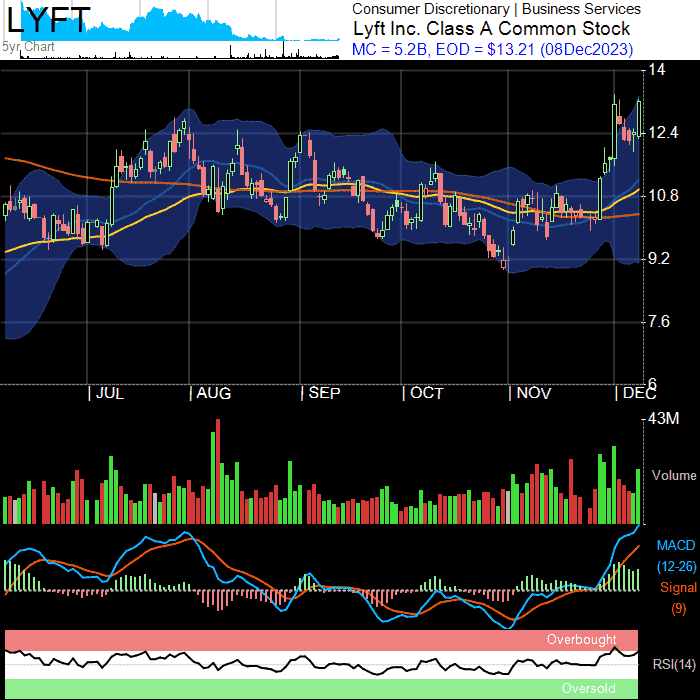 LYFT
5yr Chart
Consumer Discretionary | Business Services
Lyft Inc. Class A Common Stock
MC = 5.2B, EOD = $13.21 (08Dec2023)
14
12.4
10.8
9.2
7.6
6
| JUL | AUG | SEP | OCT | NOV | DEC
43M
Volume
MACD
(12-26)
Signal
(9)
Overbought
RSI(14)
Oversold